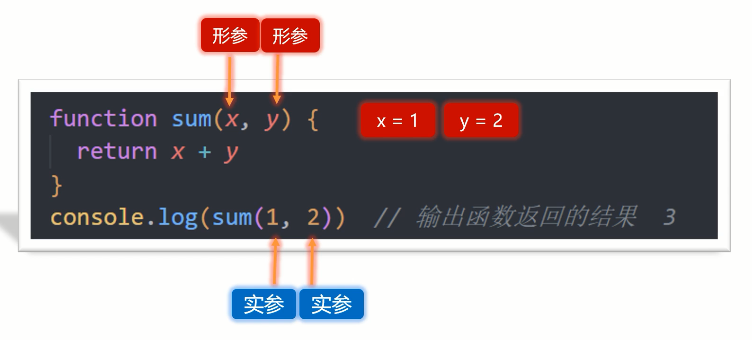 形参 形参
function sum(x, y) { x = 1 y = 2
return x + y
}
console.log(sum(1, 2)) // 输出函数返回的结果 3
实参 实参